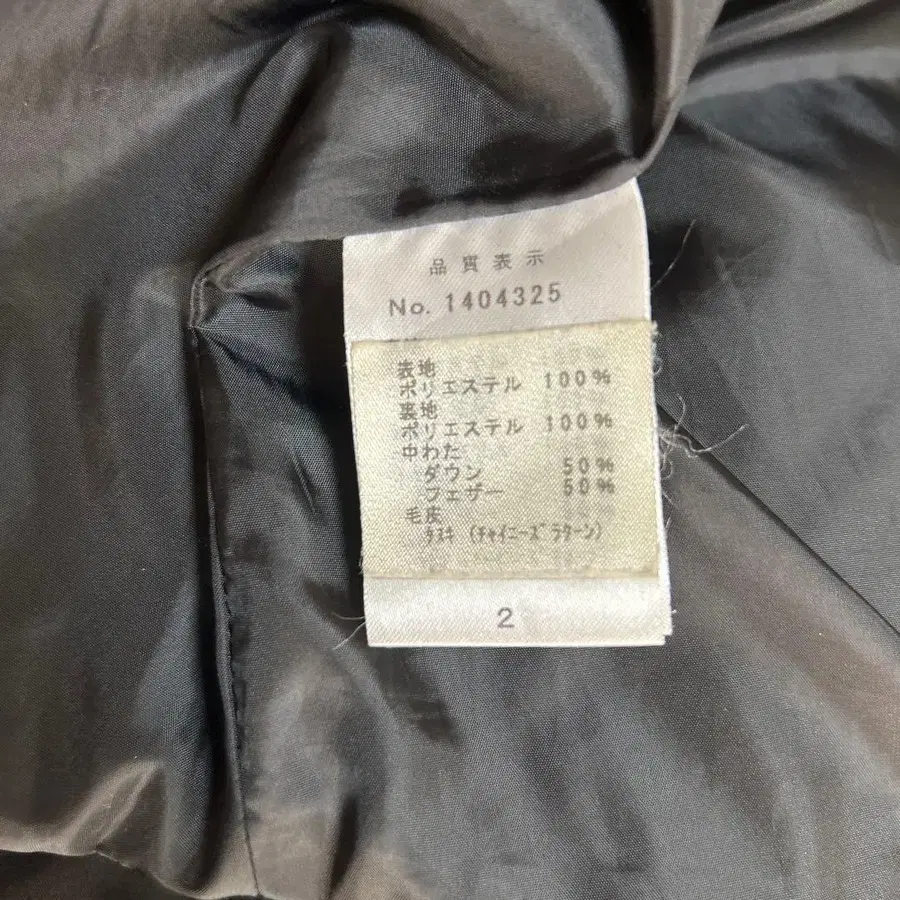 品質表示
No. 1404325
表地
ポリエステル 100%
裏地
ポリエステル 100%
中わた
ダウン 50%
フェザー 50%
毛皮
タヌキ (チャイニーズラクーン)
2